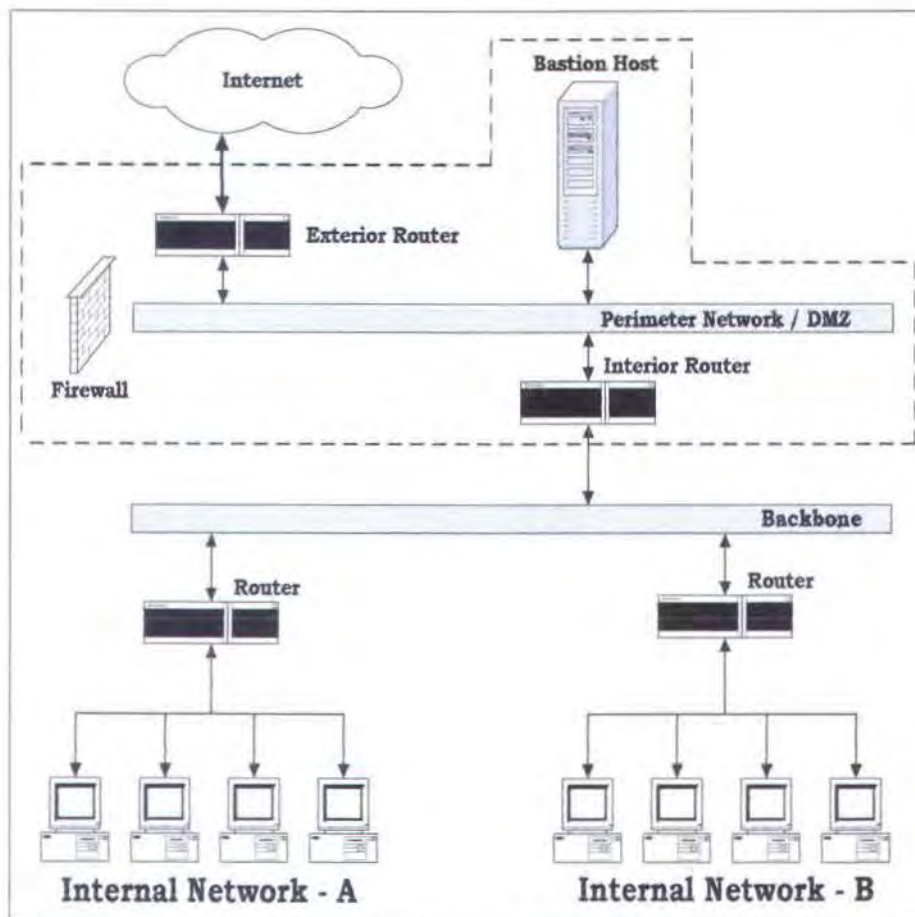 Internet
Bastion Host
Exterior Router
Perimeter Network / DMZ
Interior Router
Firewall
Backbone
Router
Router
Internal Network - A
Internal Network - B